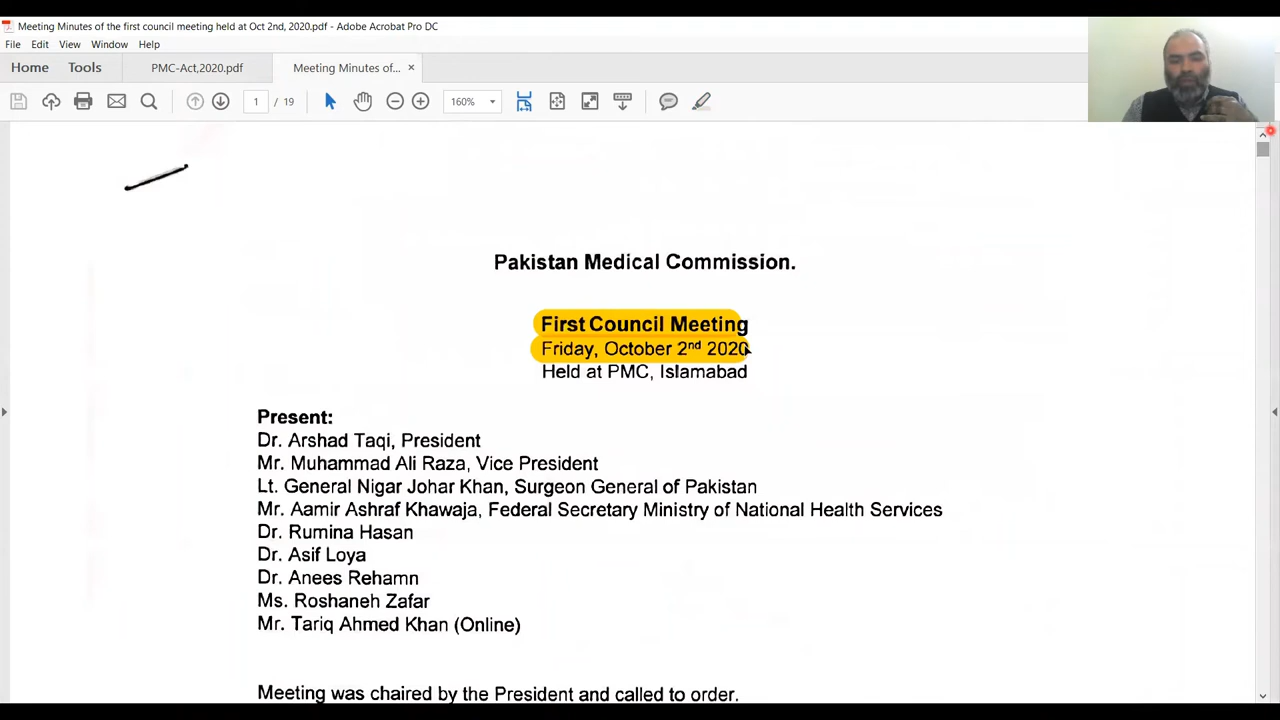 Meeting Minutes of the first council meeting held at Oct 2nd, 2020.pdf - Adobe Acrobat Pro DC
File Edit View Window Help
Home Tools PMC-Act,2020.pdf Meeting Minutes of... ×
1 / 19 160%
Pakistan Medical Commission.
First Council Meeting
Friday, October 2nd 2020
Held at PMC, Islamabad
Present:
Dr. Arshad Taqi, President
Mr. Muhammad Ali Raza, Vice President
Lt. General Nigar Johar Khan, Surgeon General of Pakistan
Mr. Aamir Ashraf Khawaja, Federal Secretary Ministry of National Health Services
Dr. Rumina Hasan
Dr. Asif Loya
Dr. Anees Rehamn
Ms. Roshaneh Zafar
Mr. Tariq Ahmed Khan (Online)
Meeting was chaired by the President and called to order.